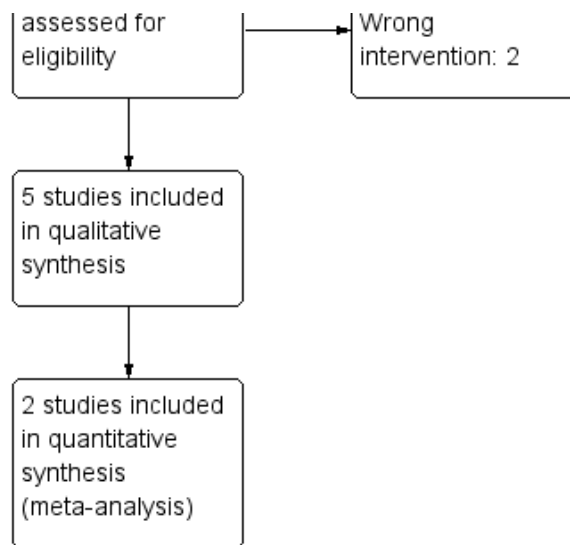 assessed for
eligibility
Wrong
intervention: 2
5 studies included
in qualitative
synthesis
2 studies included
in quantitative
synthesis
(meta-analysis)